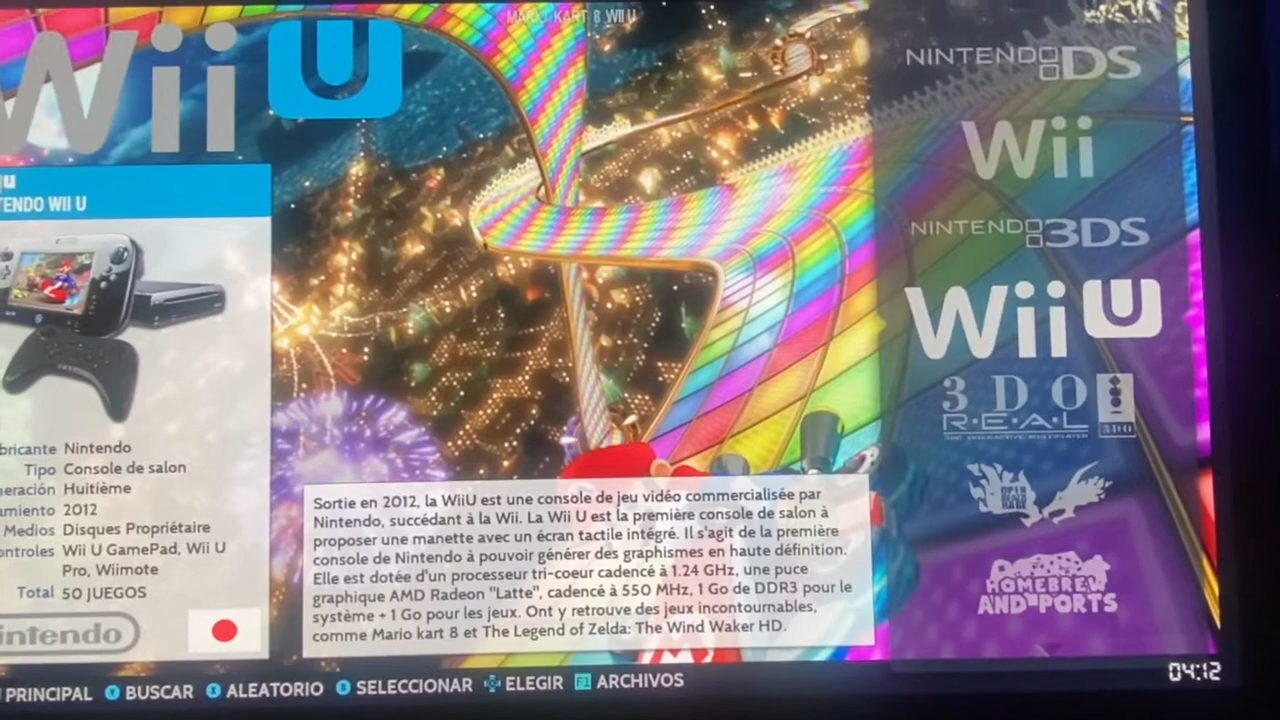 MARIO KART 8 WII U
Wii U
TENDO WII U
bricante Nintendo
Tipo Console de salon
neración Huitième
amiento 2012
Medios Disques Propriétaire
ontroles Wii U GamePad, Wii U
Pro, Wiimote
Total 50 JUEGOS
intendo
Sortie en 2012, la WiiU est une console de jeu vidéo commercialisée par
Nintendo, succédant à la Wii. La Wii U est la première console de salon à
proposer une manette avec un écran tactile intégré. Il s'agit de la première
console de Nintendo à pouvoir générer des graphismes en haute définition.
Elle est dotée d'un processeur tri-coeur cadencé à 1.24 GHz, une puce
graphique AMD Radeon "Latte", cadencé à 550 MHz, 1 Go de DDR3 pour le
système + 1 Go pour les jeux. Ont y retrouve des jeux incontournables,
comme Mario kart 8 et The Legend of Zelda: The Wind Waker HD.
NINTENDO DS
Wii
NINTENDO 3DS
Wii U
3DO
R·E·A·L
3DO
HOMEBREW
AND PORTS
PRINCIPAL Y BUSCAR X ALEATORIO B SELECCIONAR ELEGIR F1 ARCHIVOS
04:12